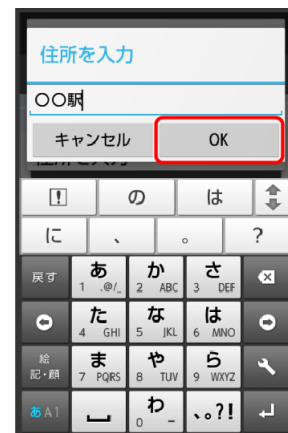 住所を入力
〇〇駅
キャンセル OK
! の は
に 、 。 ?
戻す あ 1 .@/_ か 2 ABC さ 3 DEF
た 4 GHI な 5 JKL は 6 MNO
絵記・顔 ま 7 PQRS や 8 TUV ら 9 WXYZ
あA1 わ 0 - 、。?!